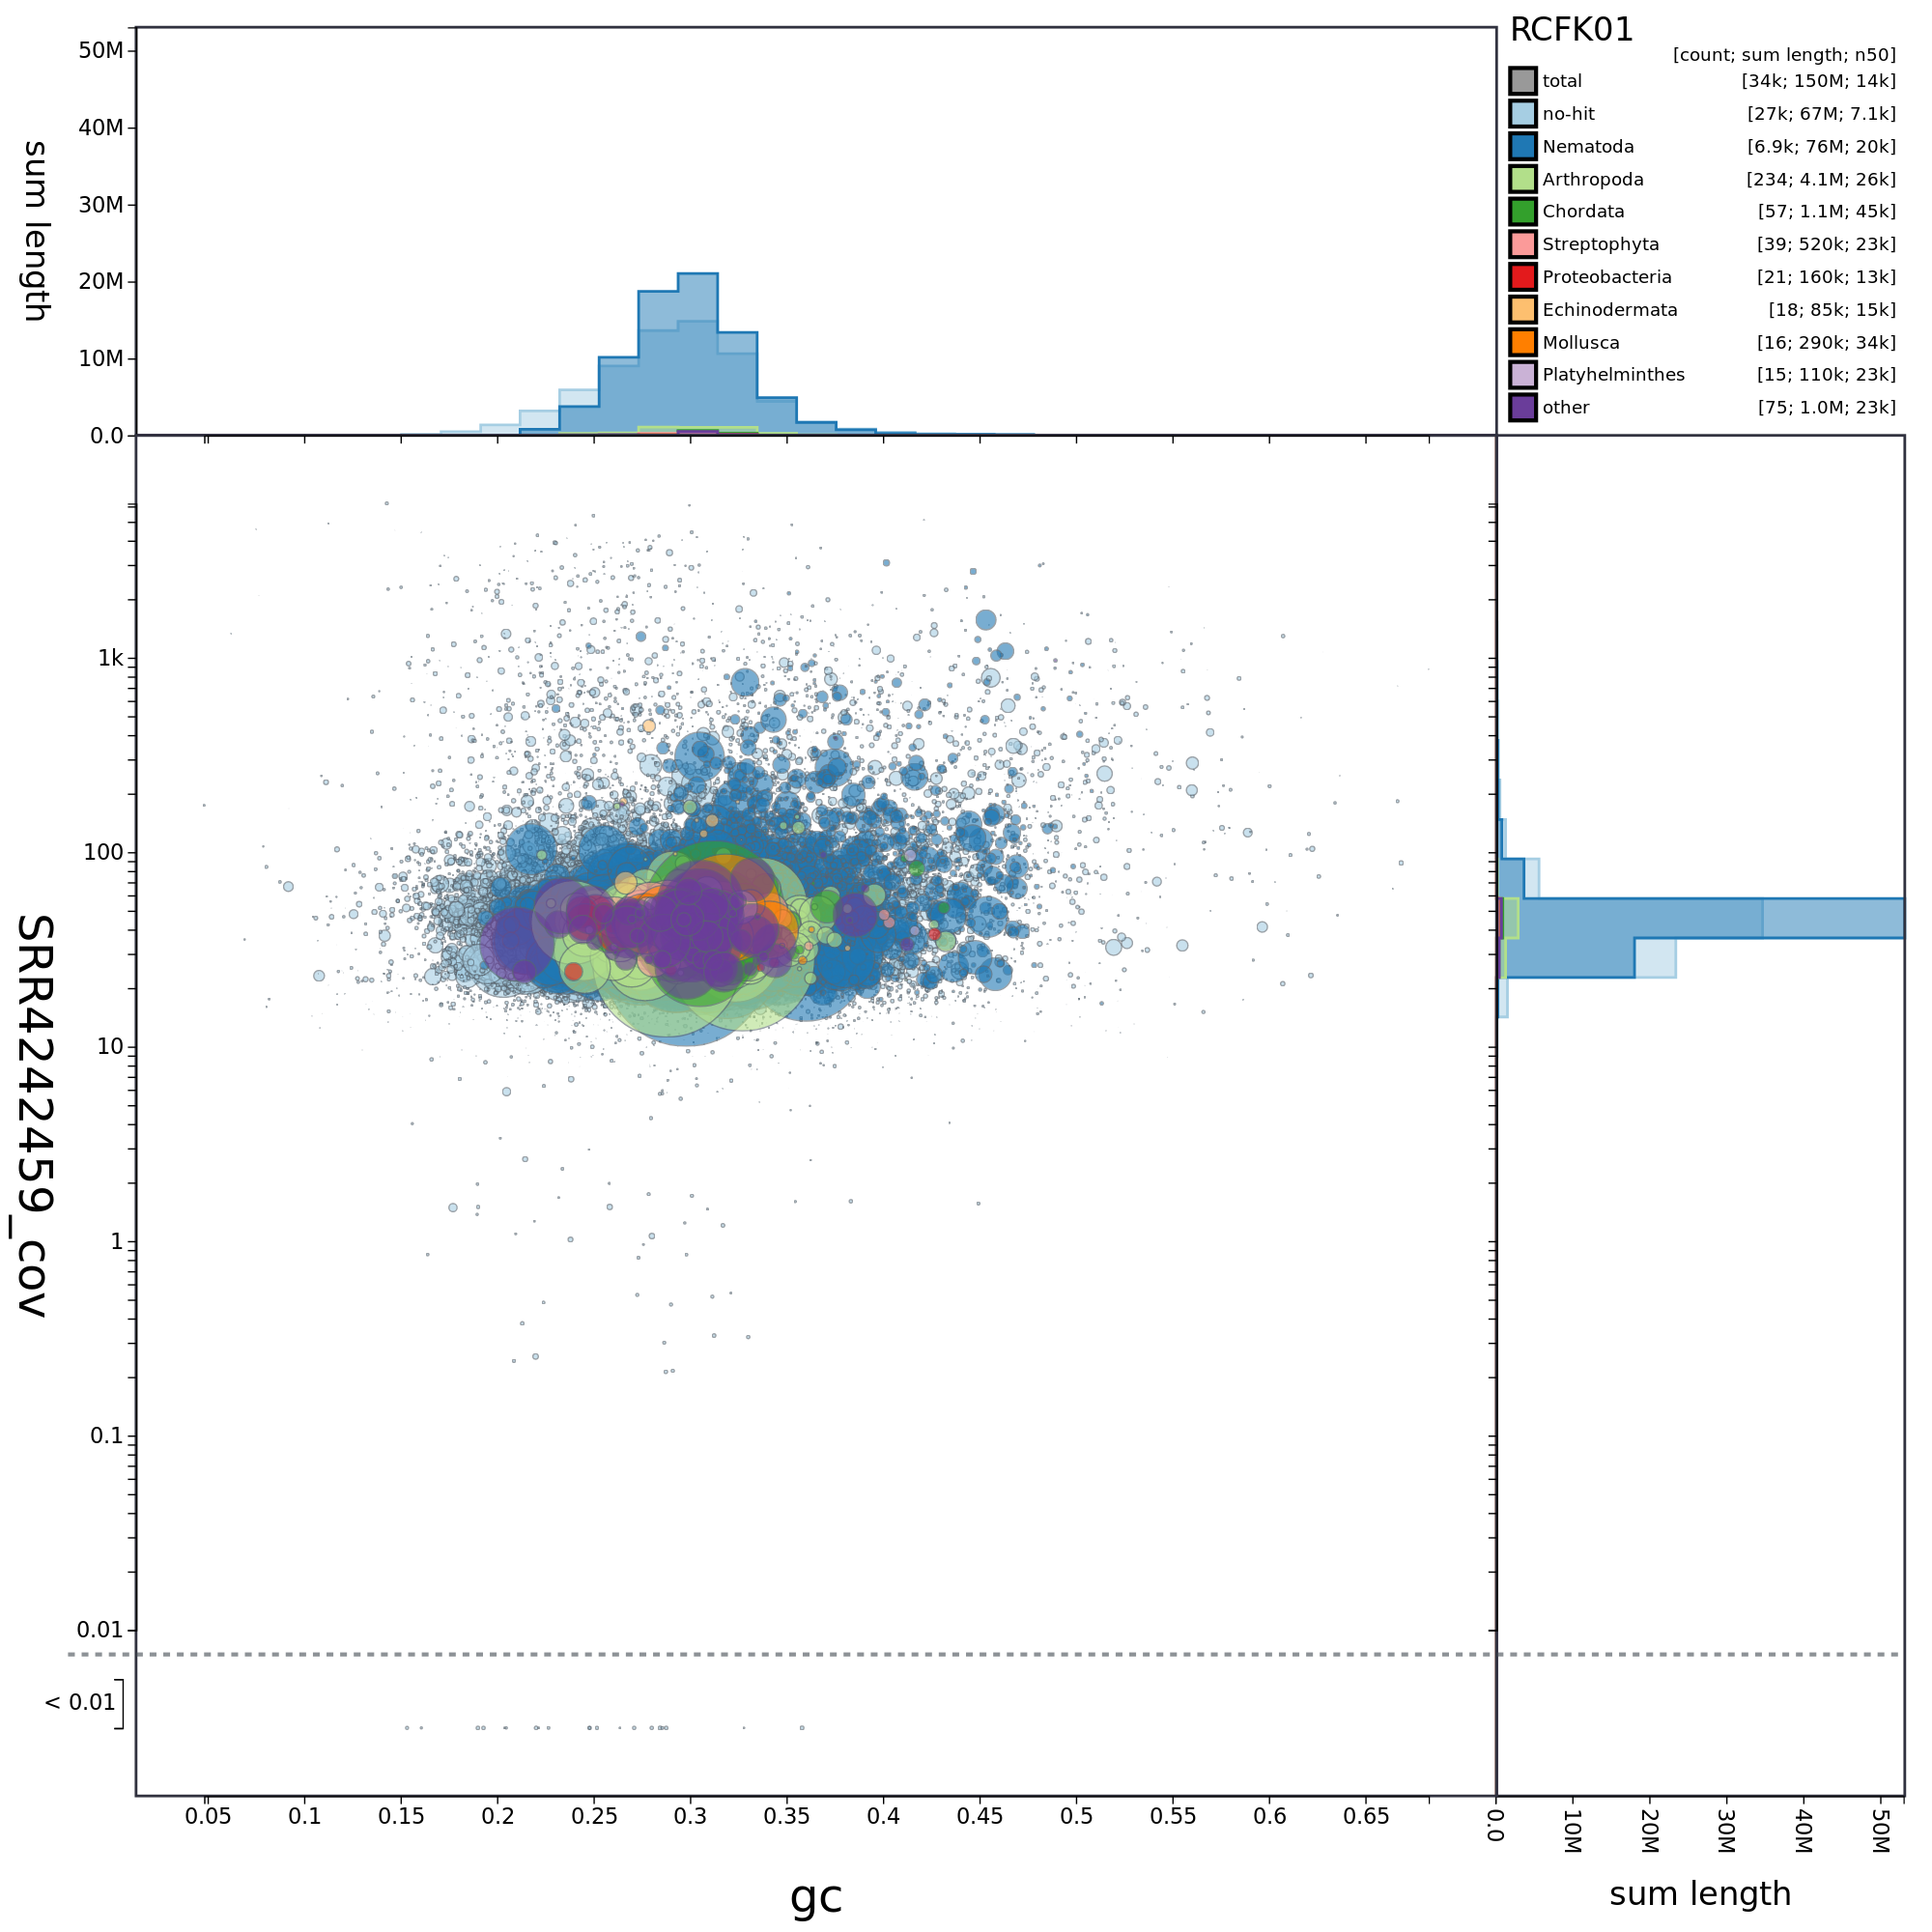 RCFK01
[count; sum length; n50]
total [34k; 150M; 14k]
no-hit [27k; 67M; 7.1k]
Nematoda [6.9k; 76M; 20k]
Arthropoda [234; 4.1M; 26k]
Chordata [57; 1.1M; 45k]
Streptophyta [39; 520k; 23k]
Proteobacteria [21; 160k; 13k]
Echinodermata [18; 85k; 15k]
Mollusca [16; 290k; 34k]
Platyhelminthes [15; 110k; 23k]
other [75; 1.0M; 23k]
sum length
50M
40M
30M
20M
10M
0.0
SRR4242459_cov
1k
100
10
1
0.1
0.01
< 0.01
0.05 0.1 0.15 0.2 0.25 0.3 0.35 0.4 0.45 0.5 0.55 0.6 0.65
gc
0.0 10M 20M 30M 40M 50M
sum length